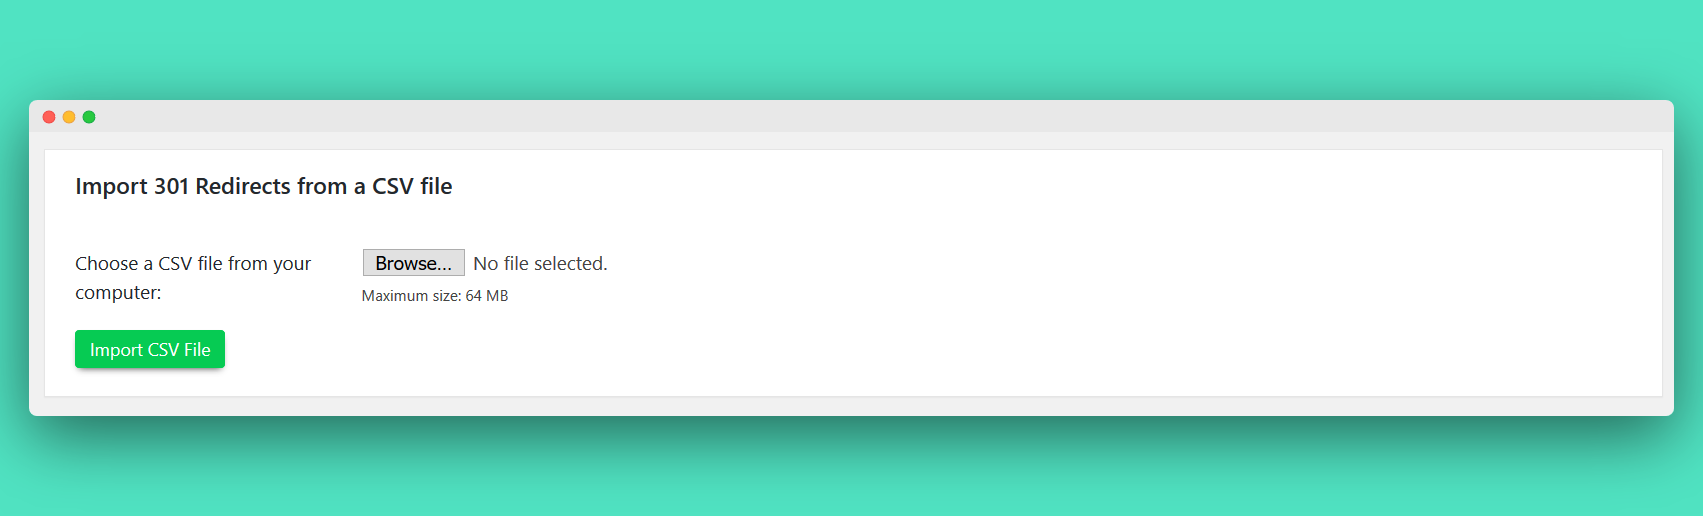 Import 301 Redirects from a CSV file
Choose a CSV file from your
computer:
Browse... No file selected.
Maximum size: 64 MB
Import CSV File